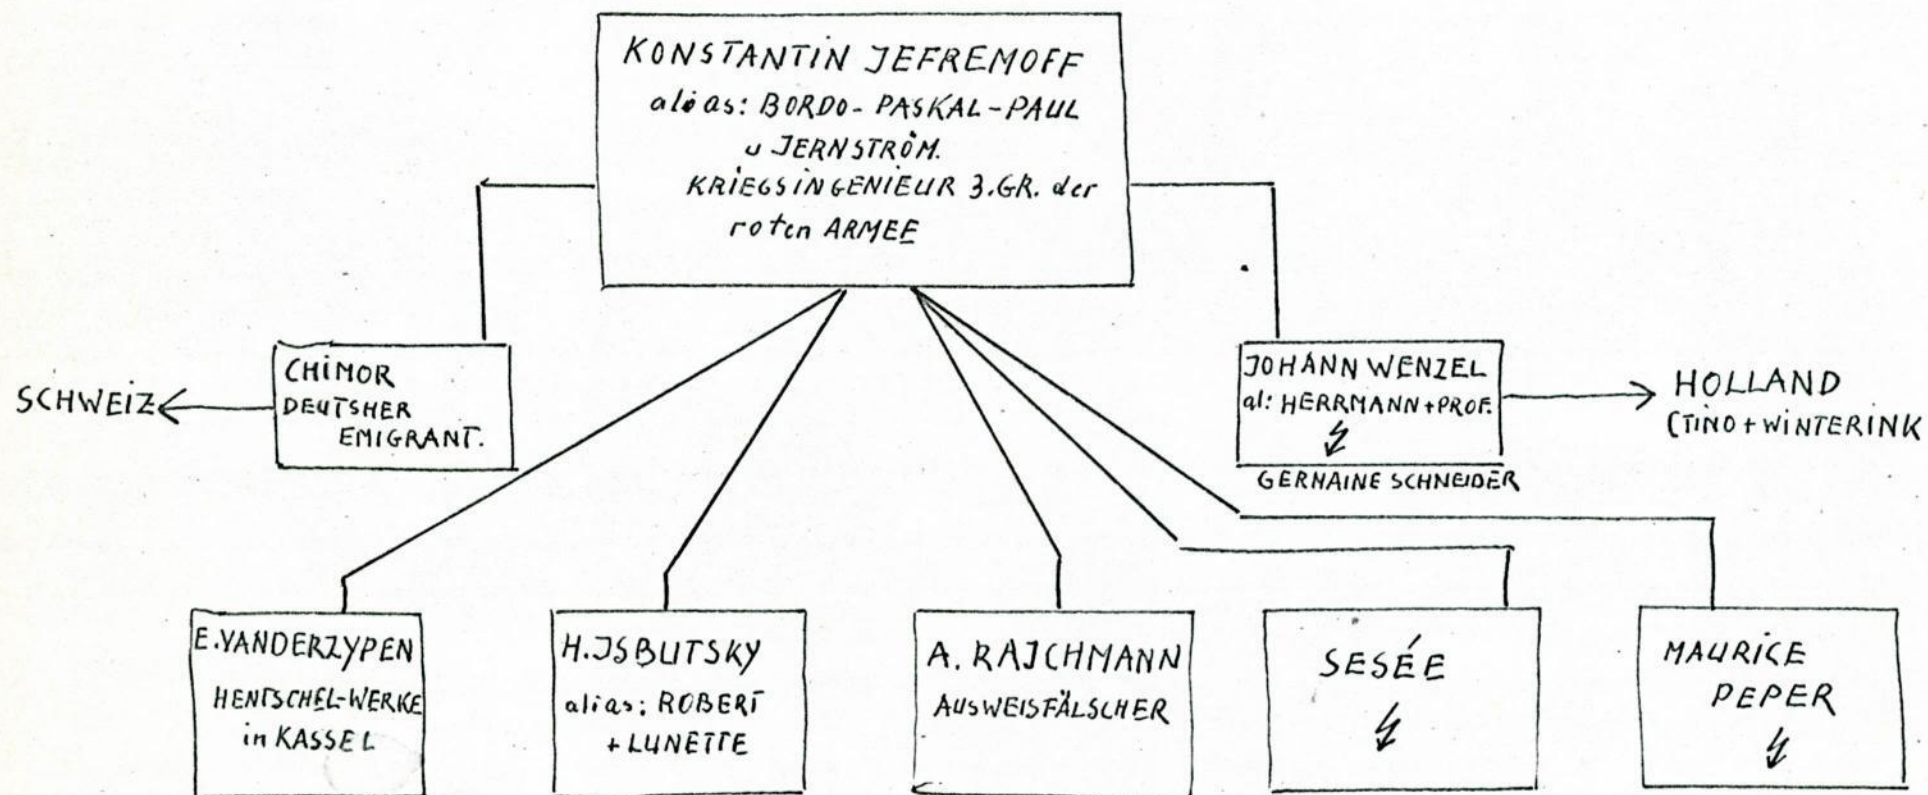 KONSTANTIN JEFREMOFF
alias: BORDO - PASKAL - PAUL
u JERNSTRÖM.
KRIEGSINGENIEUR 3.GR. der
roten ARMEE
SCHWEIZ
CHIMOR
DEUTSHER
EMIGRANT.
JOHANN WENZEL
al: HERRMANN + PROF.
GERMAINE SCHNEIDER
HOLLAND
(TINO + WINTERINK
E. VANDERZYPEN
HENTSCHEL-WERKE
in KASSEL
H. JSBUTSKY
alias: ROBERT
+ LUNETTE
A. RAJCHMANN
AUSWEISFÄLSCHER
SESÉE
MAURICE
PEPER